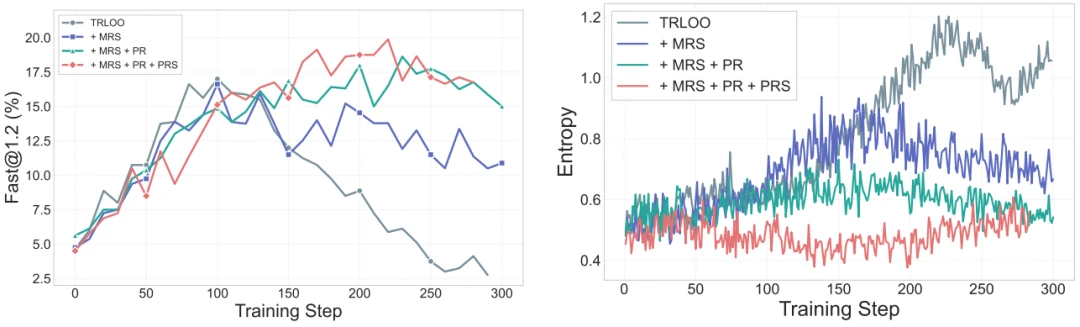 TRLOO
+ MRS
+ MRS + PR
+ MRS + PR + PRS
Fast@1.2 (%)
20.0
17.5
15.0
12.5
10.0
7.5
5.0
2.5
0 50 100 150 200 250 300
Training Step
TRLOO
+ MRS
+ MRS + PR
+ MRS + PR + PRS
Entropy
1.2
1.0
0.8
0.6
0.4
0 50 100 150 200 250 300
Training Step